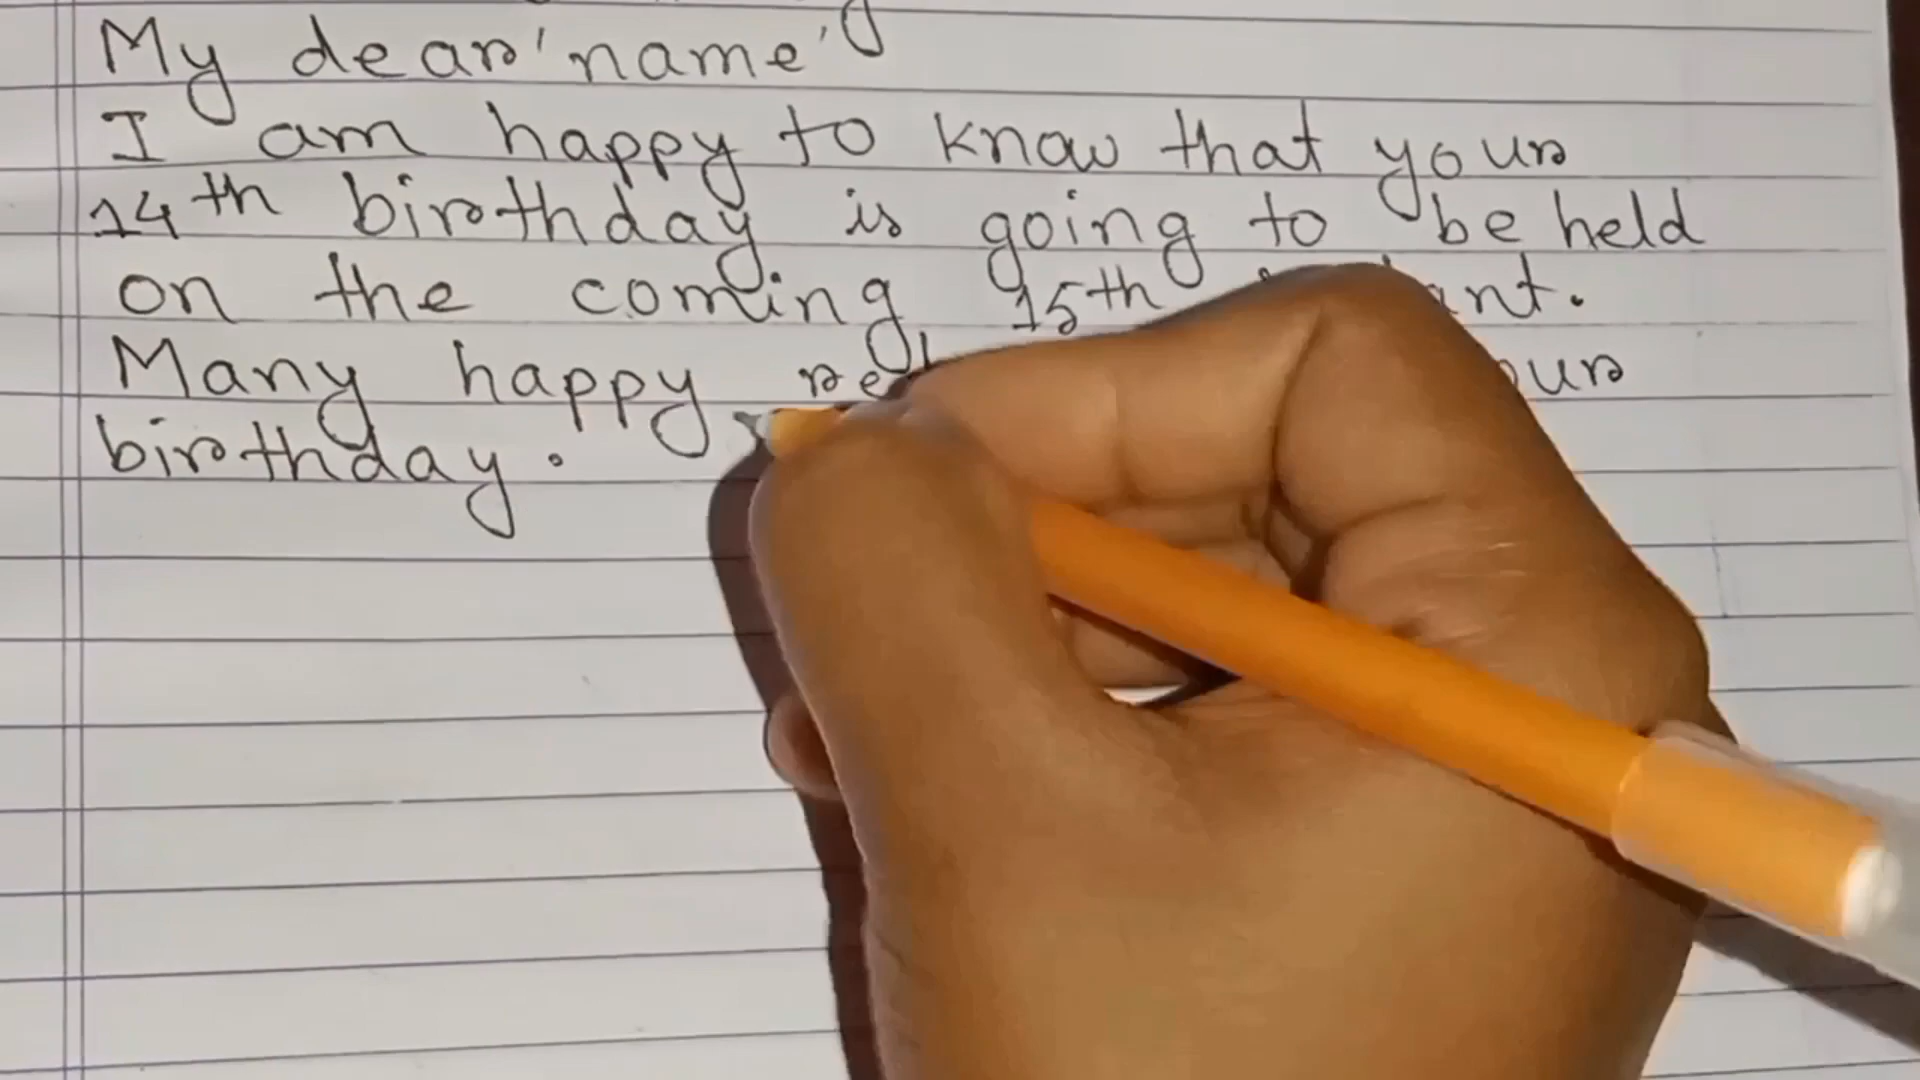 My dear 'name'
I am happy to know that your
14th birthday is going to be held
on the coming 15th
Many happy
birthday.